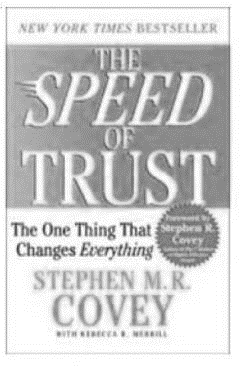 NEW YORK TIMES BESTSELLER
THE
SPEED
OF
TRUST
The One Thing That
Changes Everything
Foreword by
Stephen R.
Covey
STEPHEN M.R.
COVEY
WITH REBECCA R. MERRILL